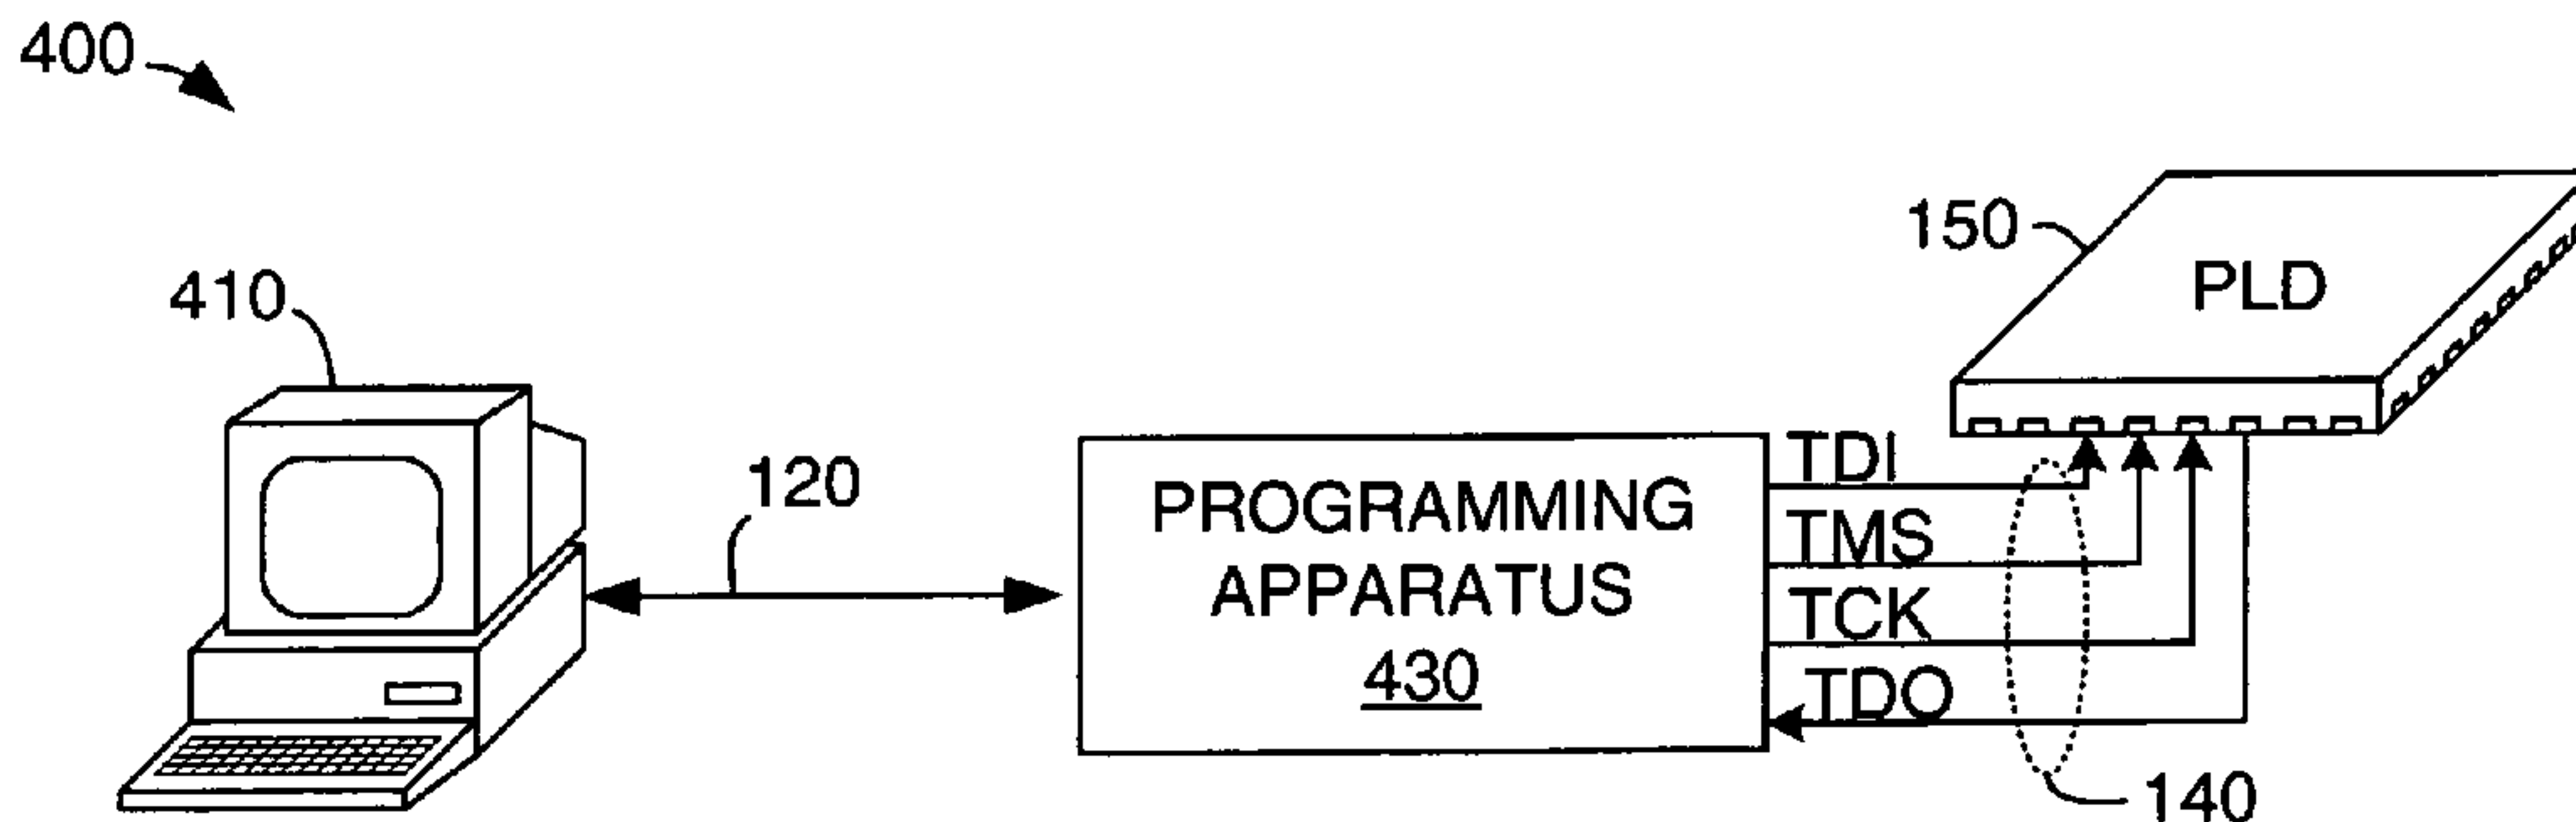 400
150
PLD
410
120
PROGRAMMING
APPARATUS
430
TDI
TMS
TCK
TDO
140